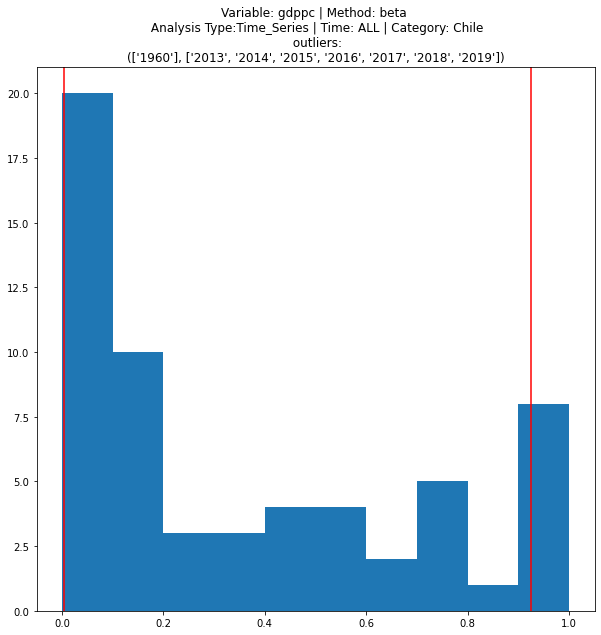 Variable: gdppc | Method: beta
Analysis Type:Time_Series | Time: ALL | Category: Chile
outliers:
(['1960'], ['2013', '2014', '2015', '2016', '2017', '2018', '2019'])
20.0
17.5
15.0
12.5
10.0
7.5
5.0
2.5
0.0
0.0 0.2 0.4 0.6 0.8 1.0